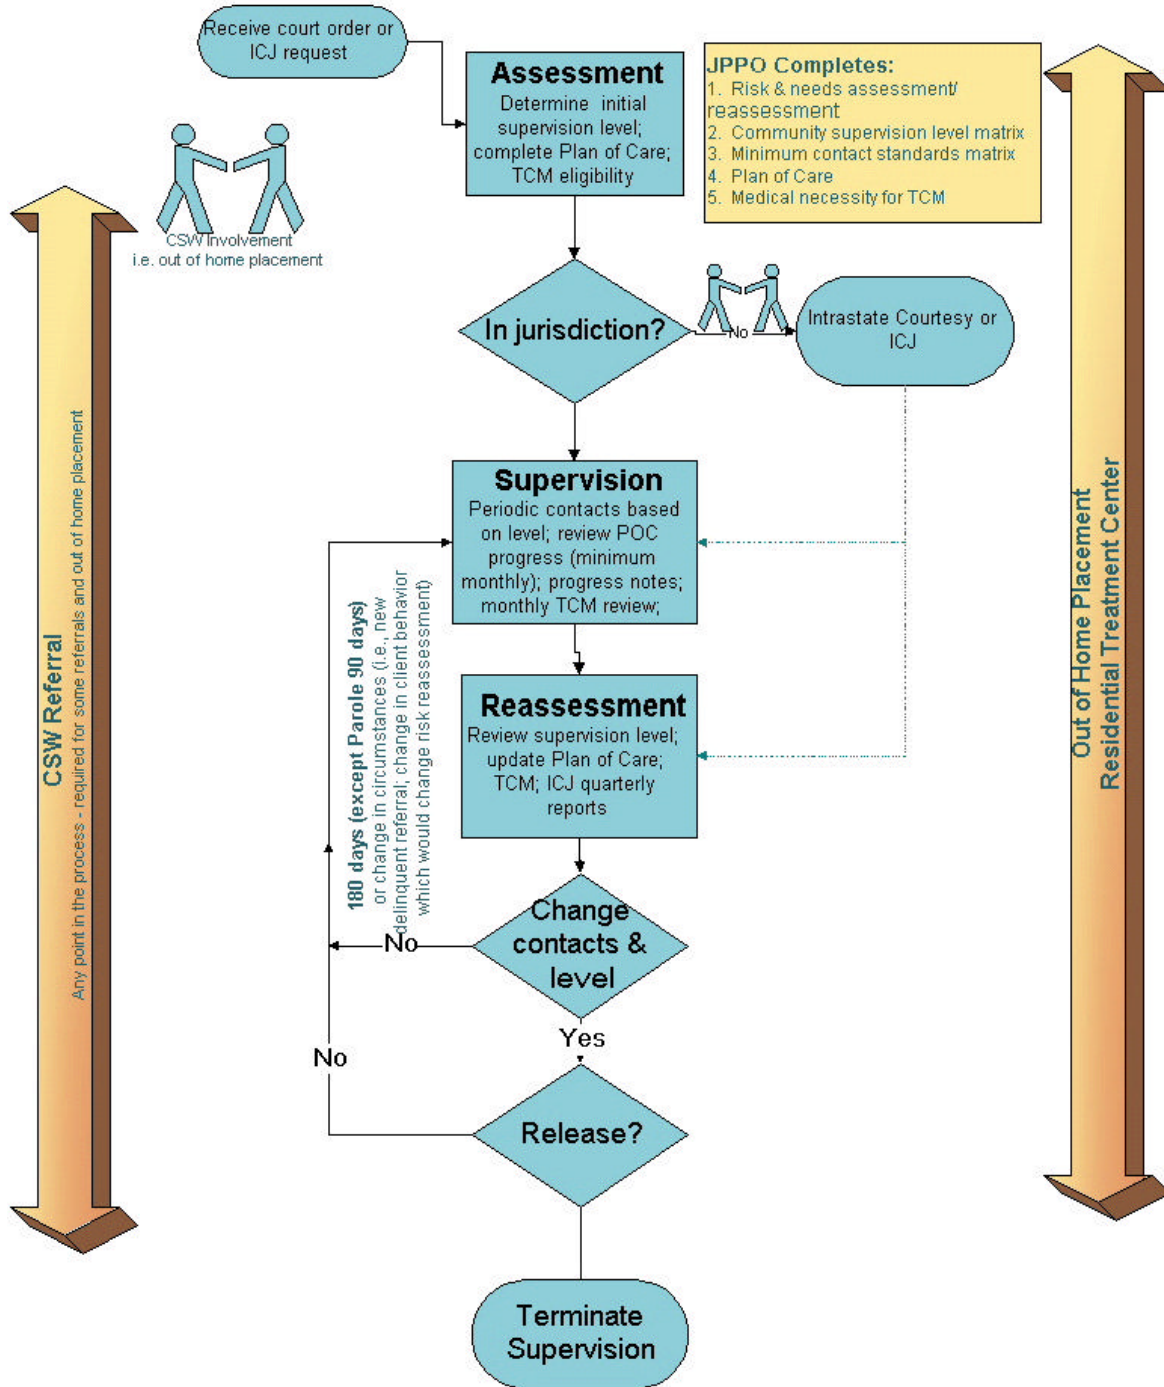 Receive court order or
ICJ request
Assessment
Determine initial
supervision level;
complete Plan of Care;
TCM eligibility
JPPO Completes:
1. Risk & needs assessment/
reassessment
2. Community supervision level matrix
3. Minimum contact standards matrix
4. Plan of Care
5. Medical necessity for TCM
CSW Involvement
i.e. out of home placement
In jurisdiction?
No
Intrastate Courtesy or
ICJ
Supervision
Periodic contacts based
on level; review POC
progress (minimum
monthly); progress notes;
monthly TCM review;
Reassessment
Review supervision level;
update Plan of Care;
TCM; ICJ quarterly
reports
180 days (except Parole 90 days)
or change in circumstances (i.e., new
delinquent referral; change in client behavior
which would change risk reassessment)
Change
contacts &
level
No
Yes
No
Release?
Terminate
Supervision
CSW Referral
Any point in the process - required for some referrals and out of home placement
Out of Home Placement
Residential Treatment Center